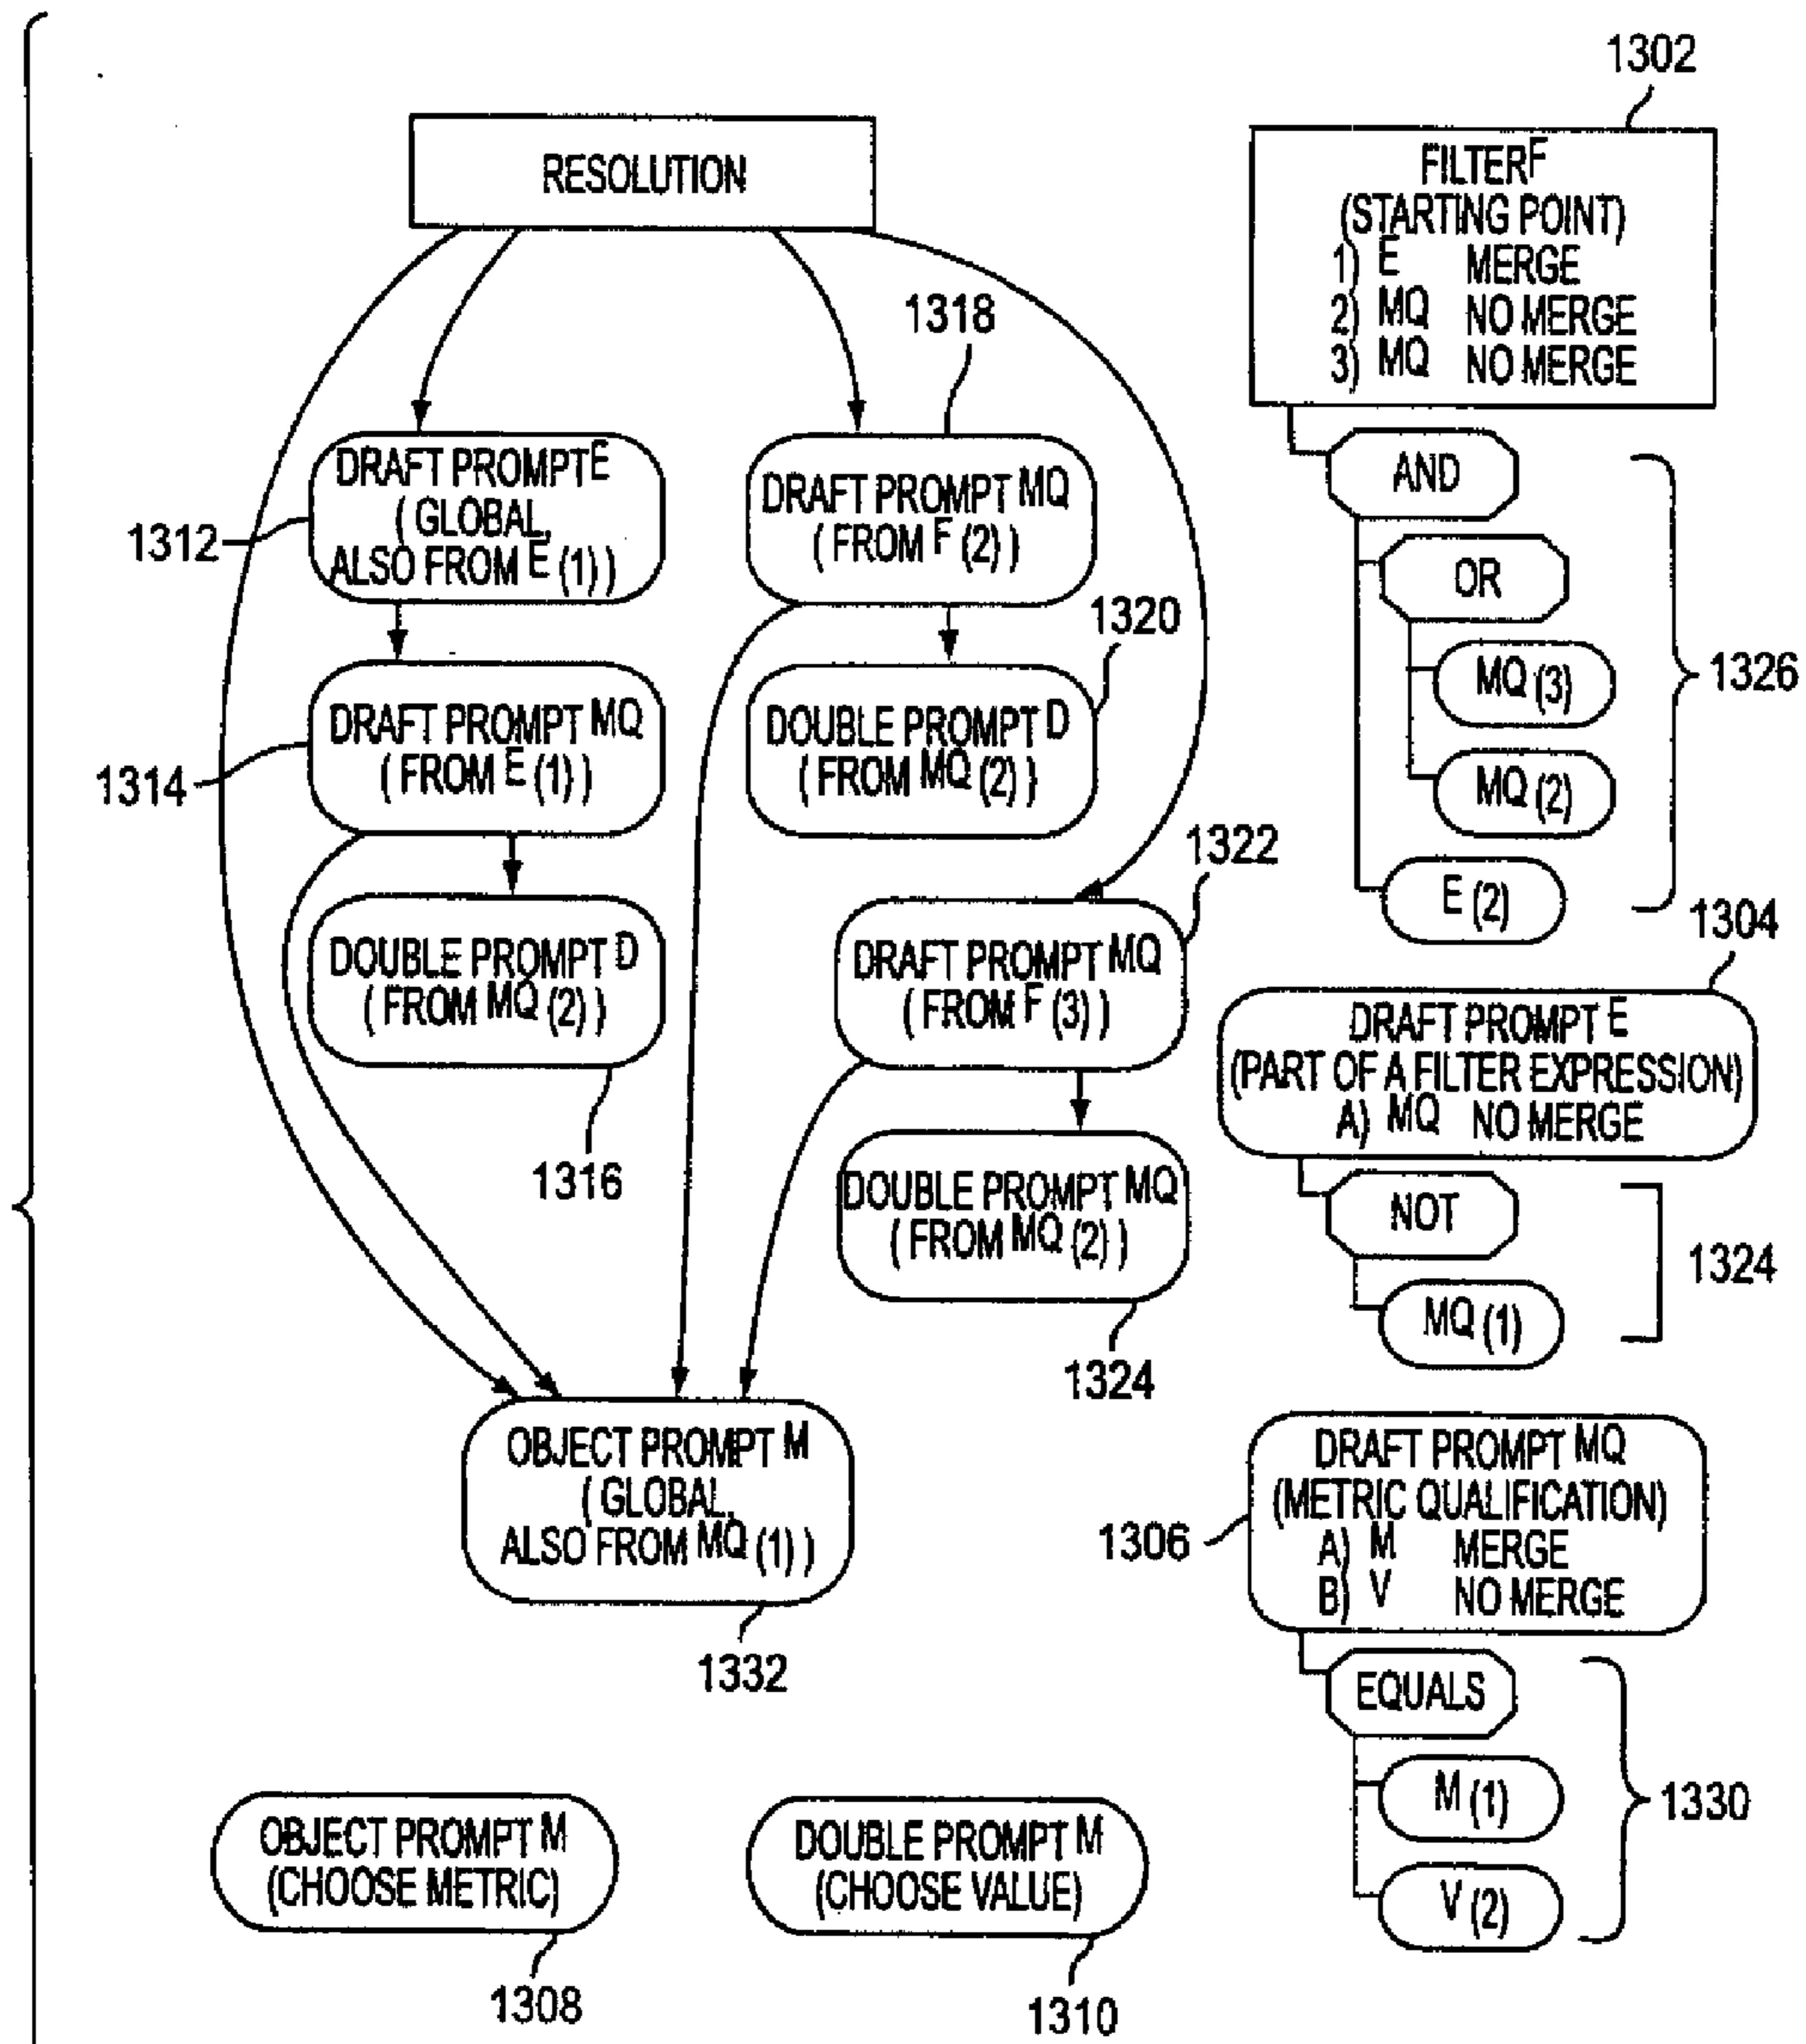 1302
RESOLUTION
FILTER F
(STARTING POINT)
1) E MERGE
2) MQ NO MERGE
3) MQ NO MERGE
1318
AND
DRAFT PROMPT E
( GLOBAL,
ALSO FROM E (1) )
1312
DRAFT PROMPT MQ
( FROM F (2) )
OR
1320
MQ (3)
1326
DRAFT PROMPT MQ
( FROM E (1) )
1314
DOUBLE PROMPT D
( FROM MQ (2) )
MQ (2)
1322
E (2)
1304
DOUBLE PROMPT D
( FROM MQ (2) )
1316
DRAFT PROMPT MQ
( FROM F (3) )
DRAFT PROMPT E
(PART OF A FILTER EXPRESSION)
A) MQ NO MERGE
DOUBLE PROMPT MQ
( FROM MQ (2) )
1324
NOT
1324
MQ (1)
OBJECT PROMPT M
( GLOBAL,
ALSO FROM MQ (1) )
1332
DRAFT PROMPT MQ
(METRIC QUALIFICATION)
1306
A) M MERGE
B) V NO MERGE
EQUALS
M (1)
1330
V (2)
OBJECT PROMPT M
(CHOOSE METRIC)
1308
DOUBLE PROMPT M
(CHOOSE VALUE)
1310